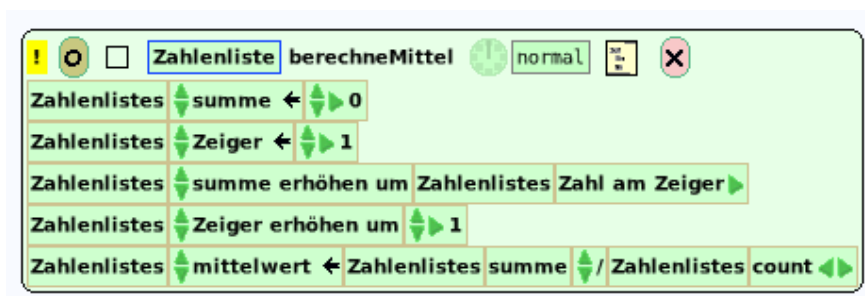 ! O Zahlenliste berechneMittel normal
Zahlenlistes summe ← 0
Zahlenlistes Zeiger ← 1
Zahlenlistes summe erhöhen um Zahlenlistes Zahl am Zeiger
Zahlenlistes Zeiger erhöhen um 1
Zahlenlistes mittelwert ← Zahlenlistes summe / Zahlenlistes count